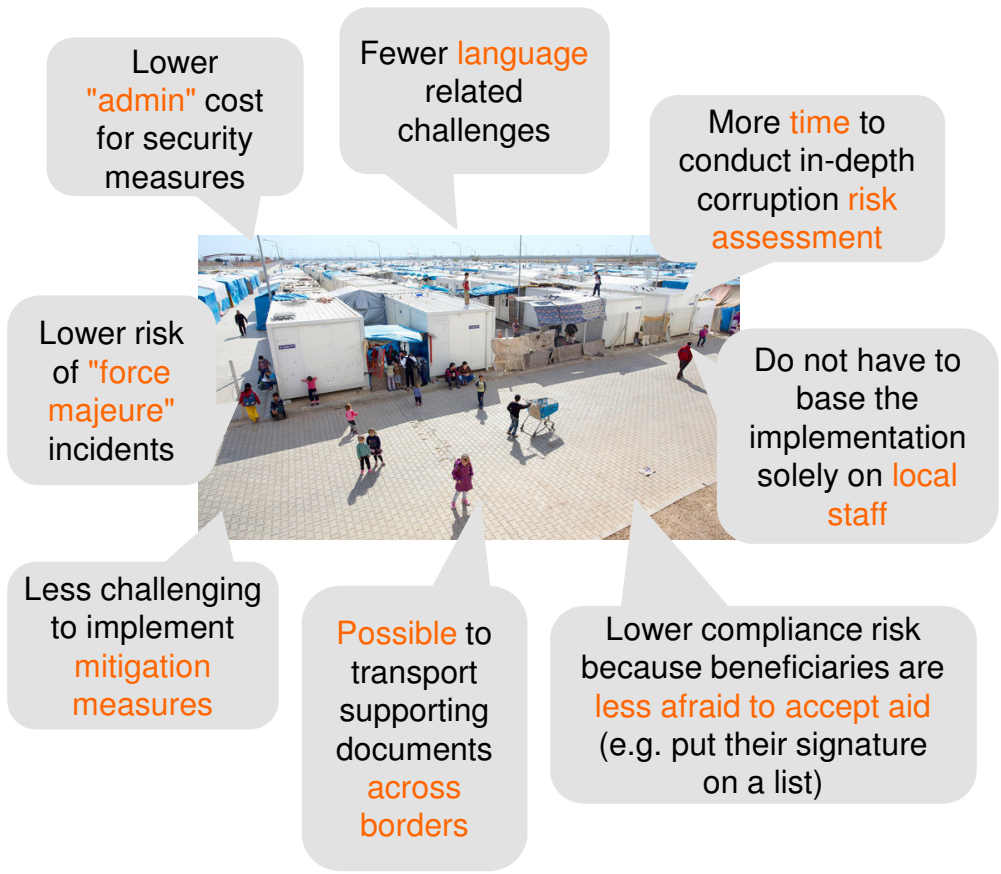 Lower
"admin" cost
for security
measures
Fewer language
related
challenges
More time to
conduct in-depth
corruption risk
assessment
Lower risk
of "force
majeure"
incidents
Do not have to
base the
implementation
solely on local
staff
Less challenging
to implement
mitigation
measures
Possible to
transport
supporting
documents
across
borders
Lower compliance risk
because beneficiaries are
less afraid to accept aid
(e.g. put their signature
on a list)